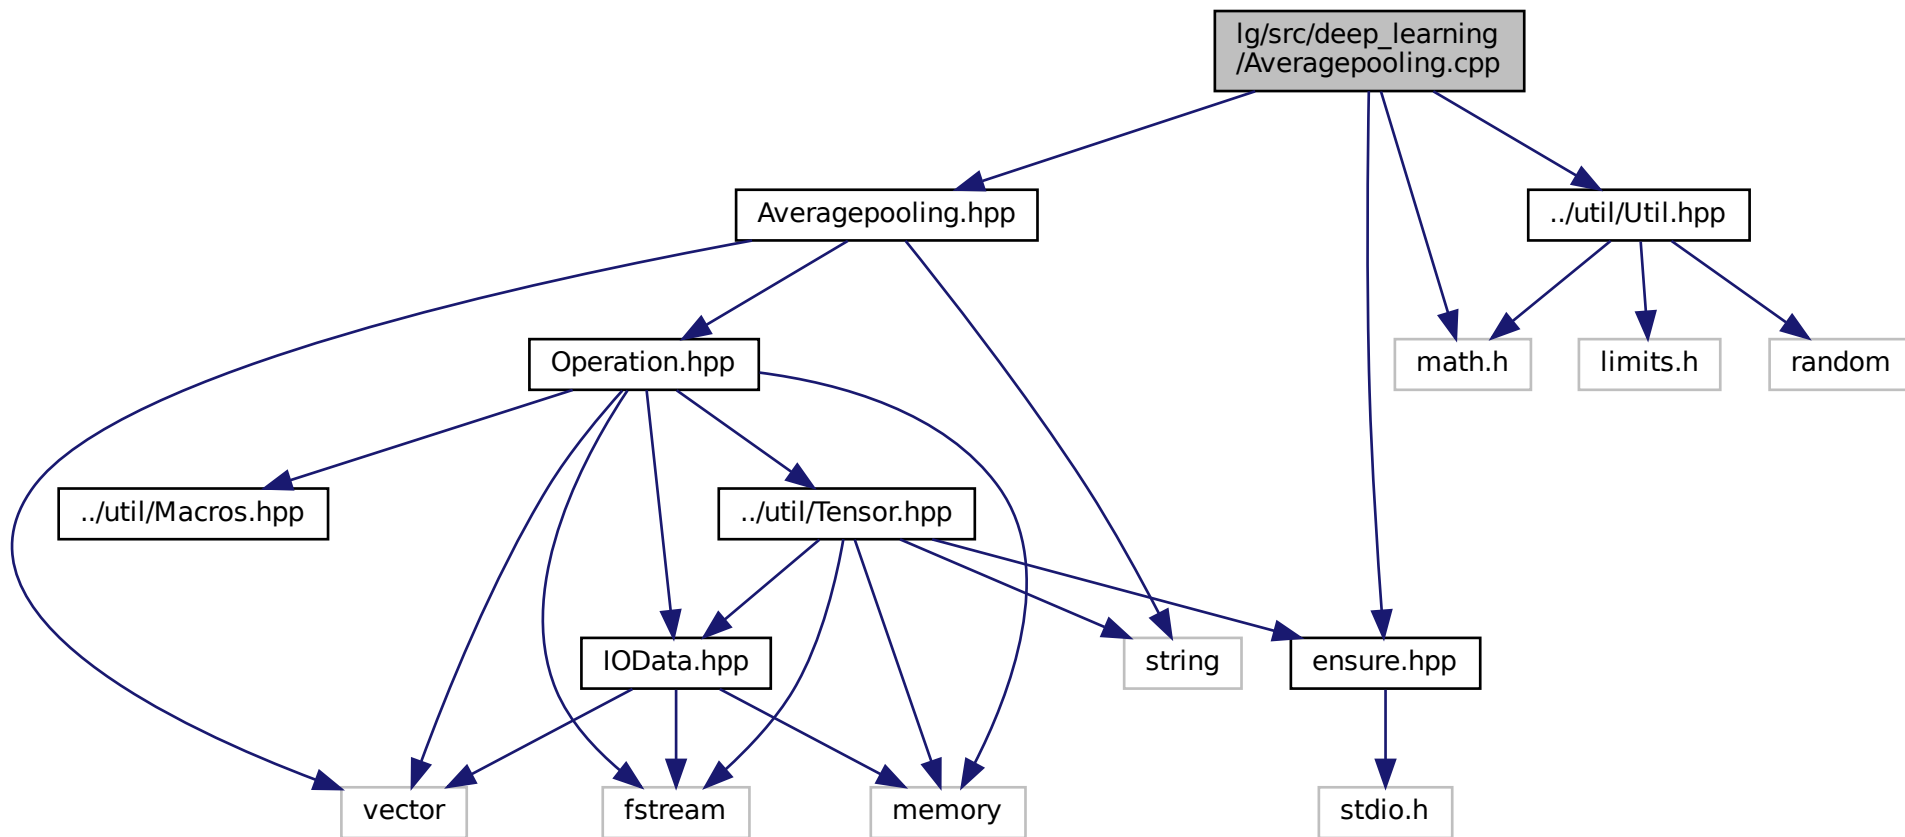 lg/src/deep_learning
/Averagepooling.cpp
Averagepooling.hpp
../util/Util.hpp
Operation.hpp
math.h
limits.h
random
../util/Macros.hpp
../util/Tensor.hpp
IOData.hpp
string
ensure.hpp
vector
fstream
memory
stdio.h